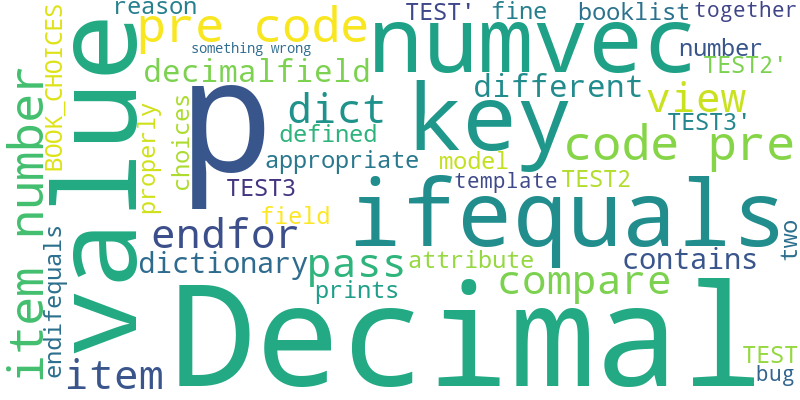 reason
TEST'
fine
booklist
together
pre code
numvec
number
something wrong
TEST2'
BOOK_CHOICES
value
decimalfield
p
dict
key
different
view
item number
properly
choices
defined
TEST3'
code pre
appropriate
model
TEST3
template
TEST2
field
ifequals
endfor
endifequals
dictionary
pass
attribute
contains
two
prints
compare
Decimal
item
TEST
bug